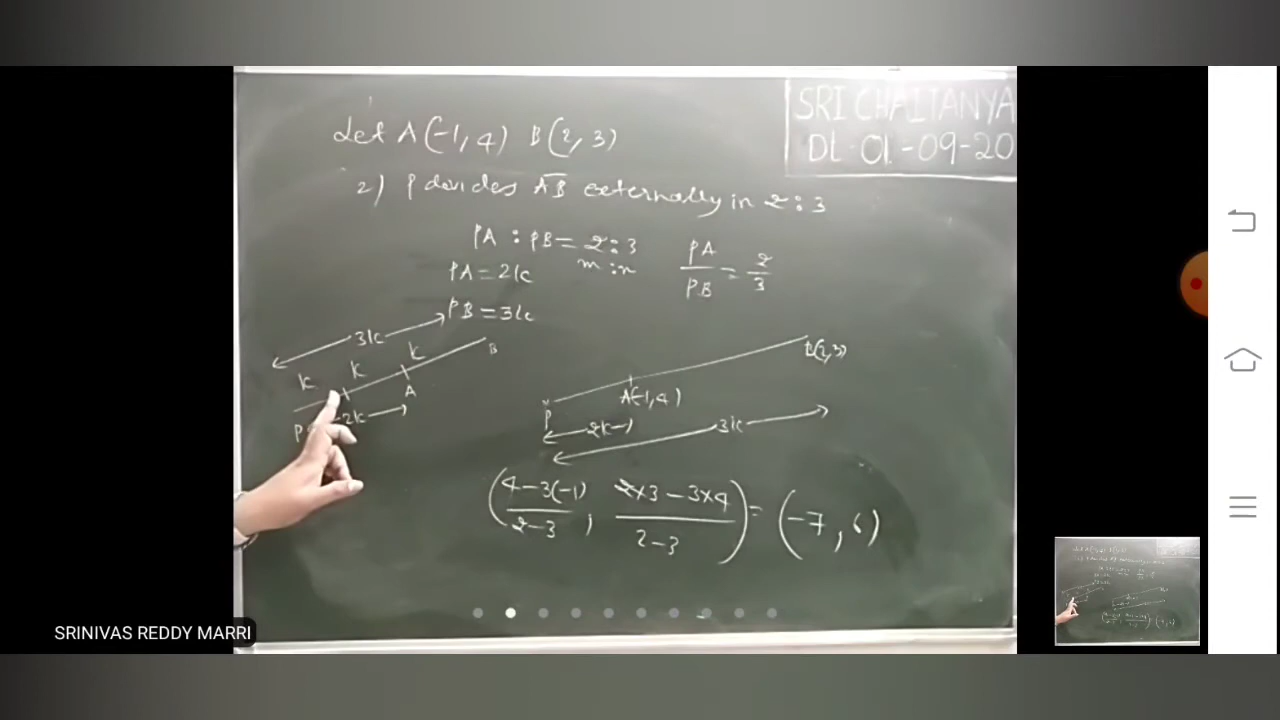 SRI CHAITANYA
DL-01-09-20
Let A(-1,4) B(2,3)
2) P devides AB externally in 2:3
PA : PB = 2:3
m:n
PA/PB = 2/3
PA = 2k
PB = 3k
3k
k k k
P A B
2k
P A(-1,4) B(2,3)
2k
3k
((4-3(-1))/(2-3), (2×3-3×4)/(2-3)) = (-7, 6)
SRINIVAS REDDY MARRI